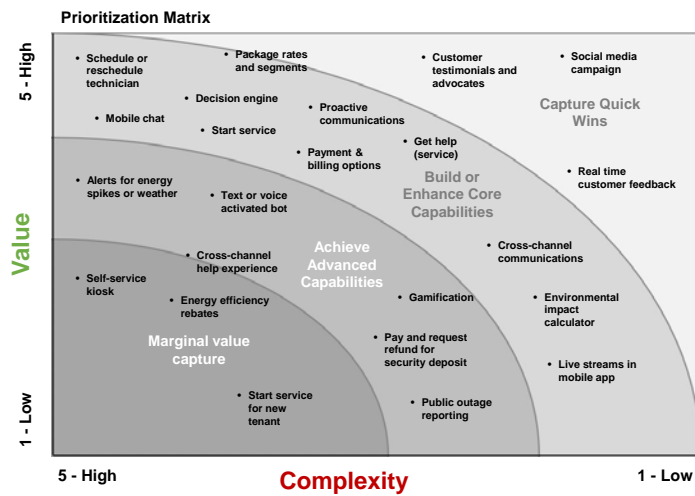 Prioritization Matrix
5 - High
Value
1 - Low
• Schedule or
reschedule
technician
• Package rates
and segments
• Customer
testimonials and
advocates
• Social media
campaign
• Decision engine
• Mobile chat
• Start service
• Proactive
communications
Capture Quick
Wins
• Payment &
billing options
• Get help
(service)
• Real time
customer feedback
Build or
Enhance Core
Capabilities
• Alerts for energy
spikes or weather
• Text or voice
activated bot
• Cross-channel
help experience
Achieve
Advanced
Capabilities
• Cross-channel
communications
• Self-service
kiosk
• Energy efficiency
rebates
• Gamification
• Environmental
impact
calculator
Marginal value
capture
• Pay and request
refund for
security deposit
• Live streams in
mobile app
• Start service
for new
tenant
• Public outage
reporting
5 - High
Complexity
1 - Low